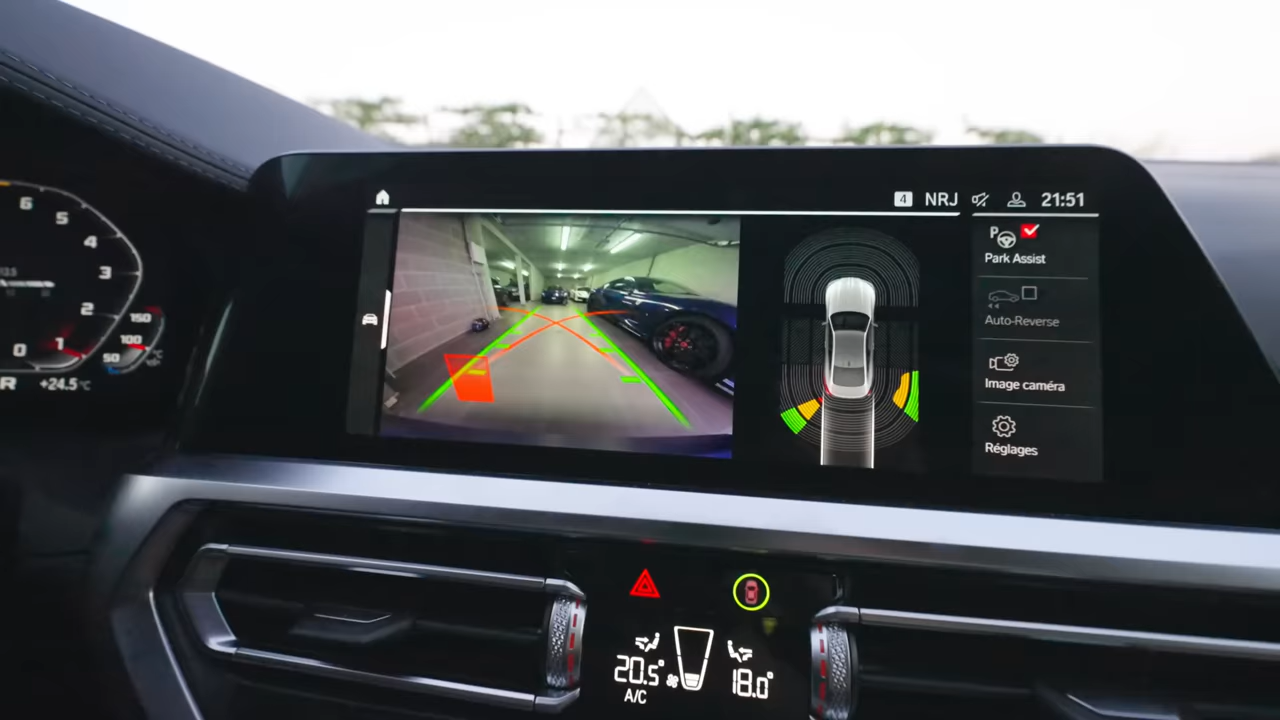 4 NRJ 21:51
P
Park Assist
Auto-Reverse
Image caméra
Réglages
6
5
4
3
2
1
0
150
100
50
°C
R +24.5°C
20.5° 18.0°
A/C